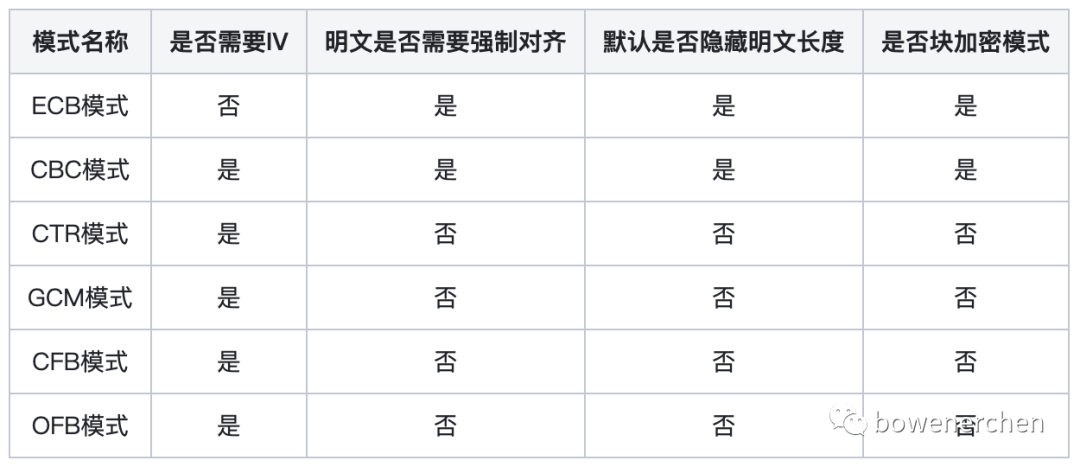 模式名称 是否需要IV 明文是否需要强制对齐 默认是否隐藏明文长度 是否块加密模式
ECB模式 否 是 是 是
CBC模式 是 是 是 是
CTR模式 是 否 否 否
GCM模式 是 否 否 否
CFB模式 是 否 否 否
OFB模式 是 否 否 否
bowenerchen